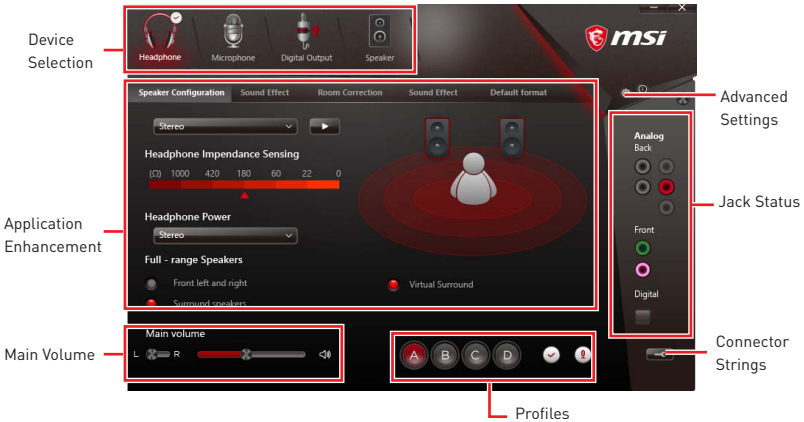 Device
Selection
Headphone
Microphone
Digital Output
Speaker
msi
Speaker Configuration
Sound Effect
Room Correction
Sound Effect
Default format
Advanced
Settings
Stereo
Headphone Impendance Sensing
(Ω) 1000 420 180 60 22 0
Headphone Power
Stereo
Full - range Speakers
Front left and right
Surround speakers
Virtual Surround
Application
Enhancement
Analog
Back
Front
Digital
Jack Status
Main volume
L R
Main Volume
A B C D
Profiles
Connector
Strings